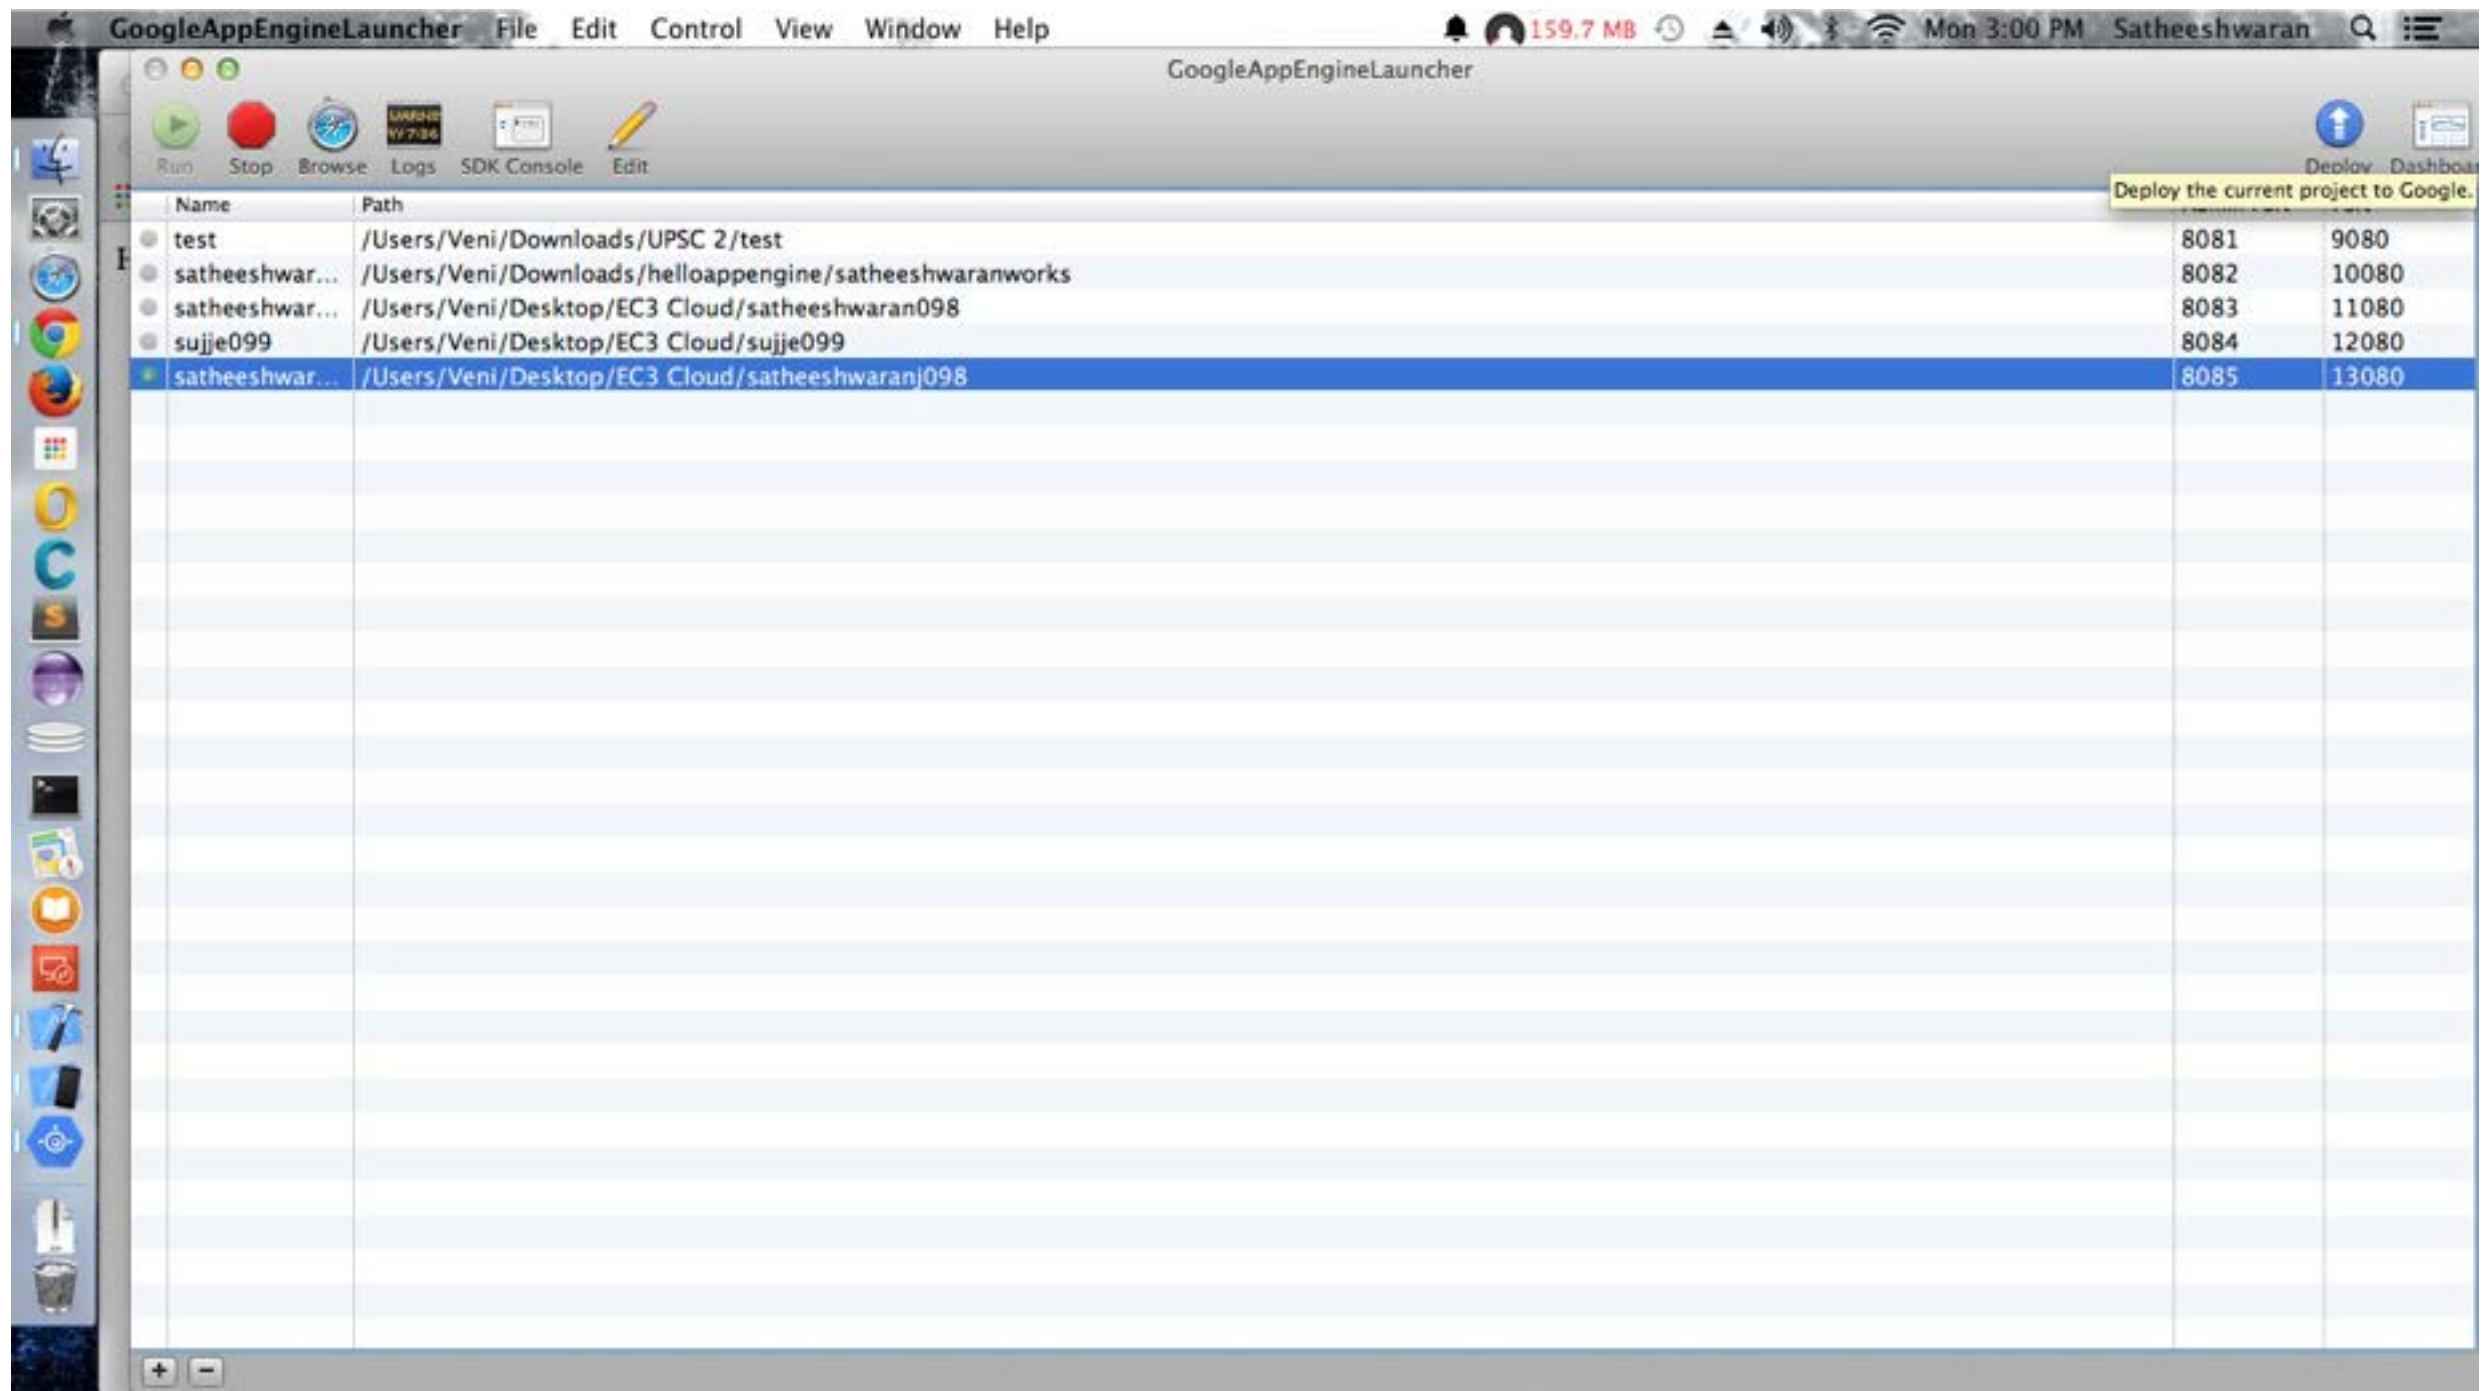 GoogleAppEngineLauncher File Edit Control View Window Help 159.7 MB Mon 3:00 PM Satheeshwaran
GoogleAppEngineLauncher
Run Stop Browse Logs SDK Console Edit Deploy Dashboar
Deploy the current project to Google.
Name Path
test /Users/Veni/Downloads/UPSC 2/test 8081 9080
satheeshwar... /Users/Veni/Downloads/helloappengine/satheeshwaranworks 8082 10080
satheeshwar... /Users/Veni/Desktop/EC3 Cloud/satheeshwaran098 8083 11080
sujje099 /Users/Veni/Desktop/EC3 Cloud/sujje099 8084 12080
satheeshwar... /Users/Veni/Desktop/EC3 Cloud/satheeshwaranj098 8085 13080